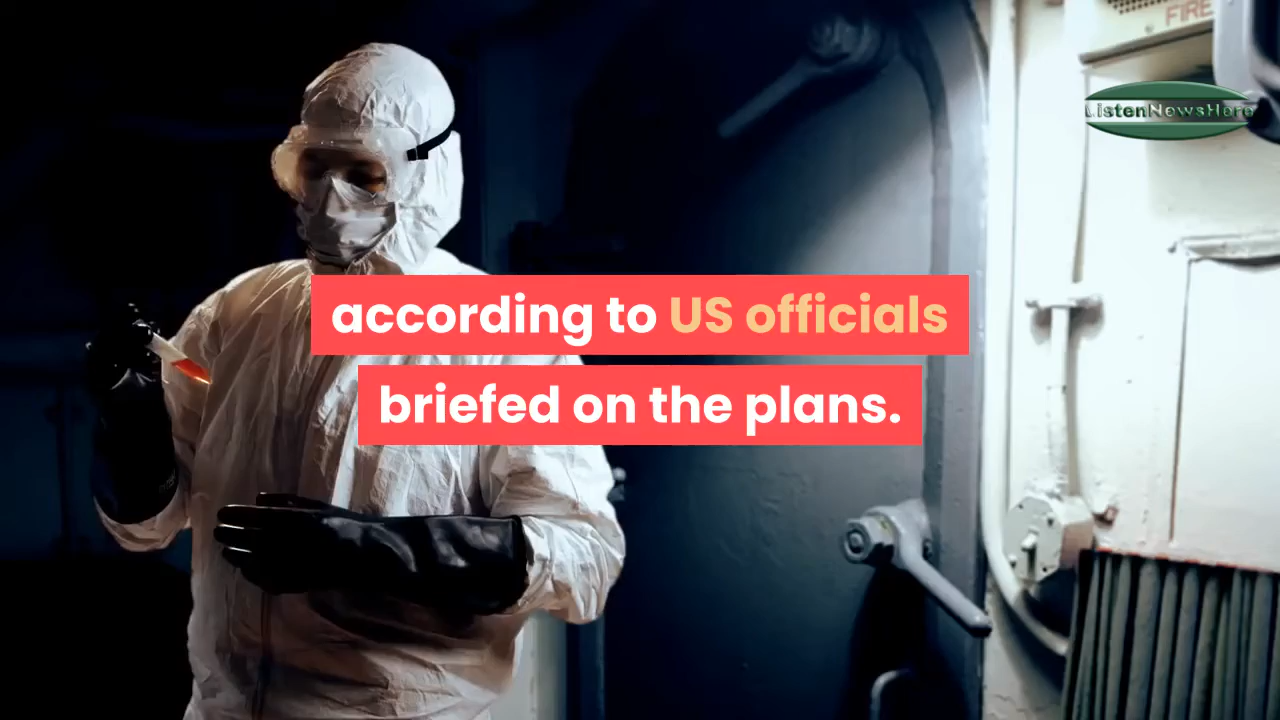 FIRE
ListenNewsHere
according to US officials
briefed on the plans.